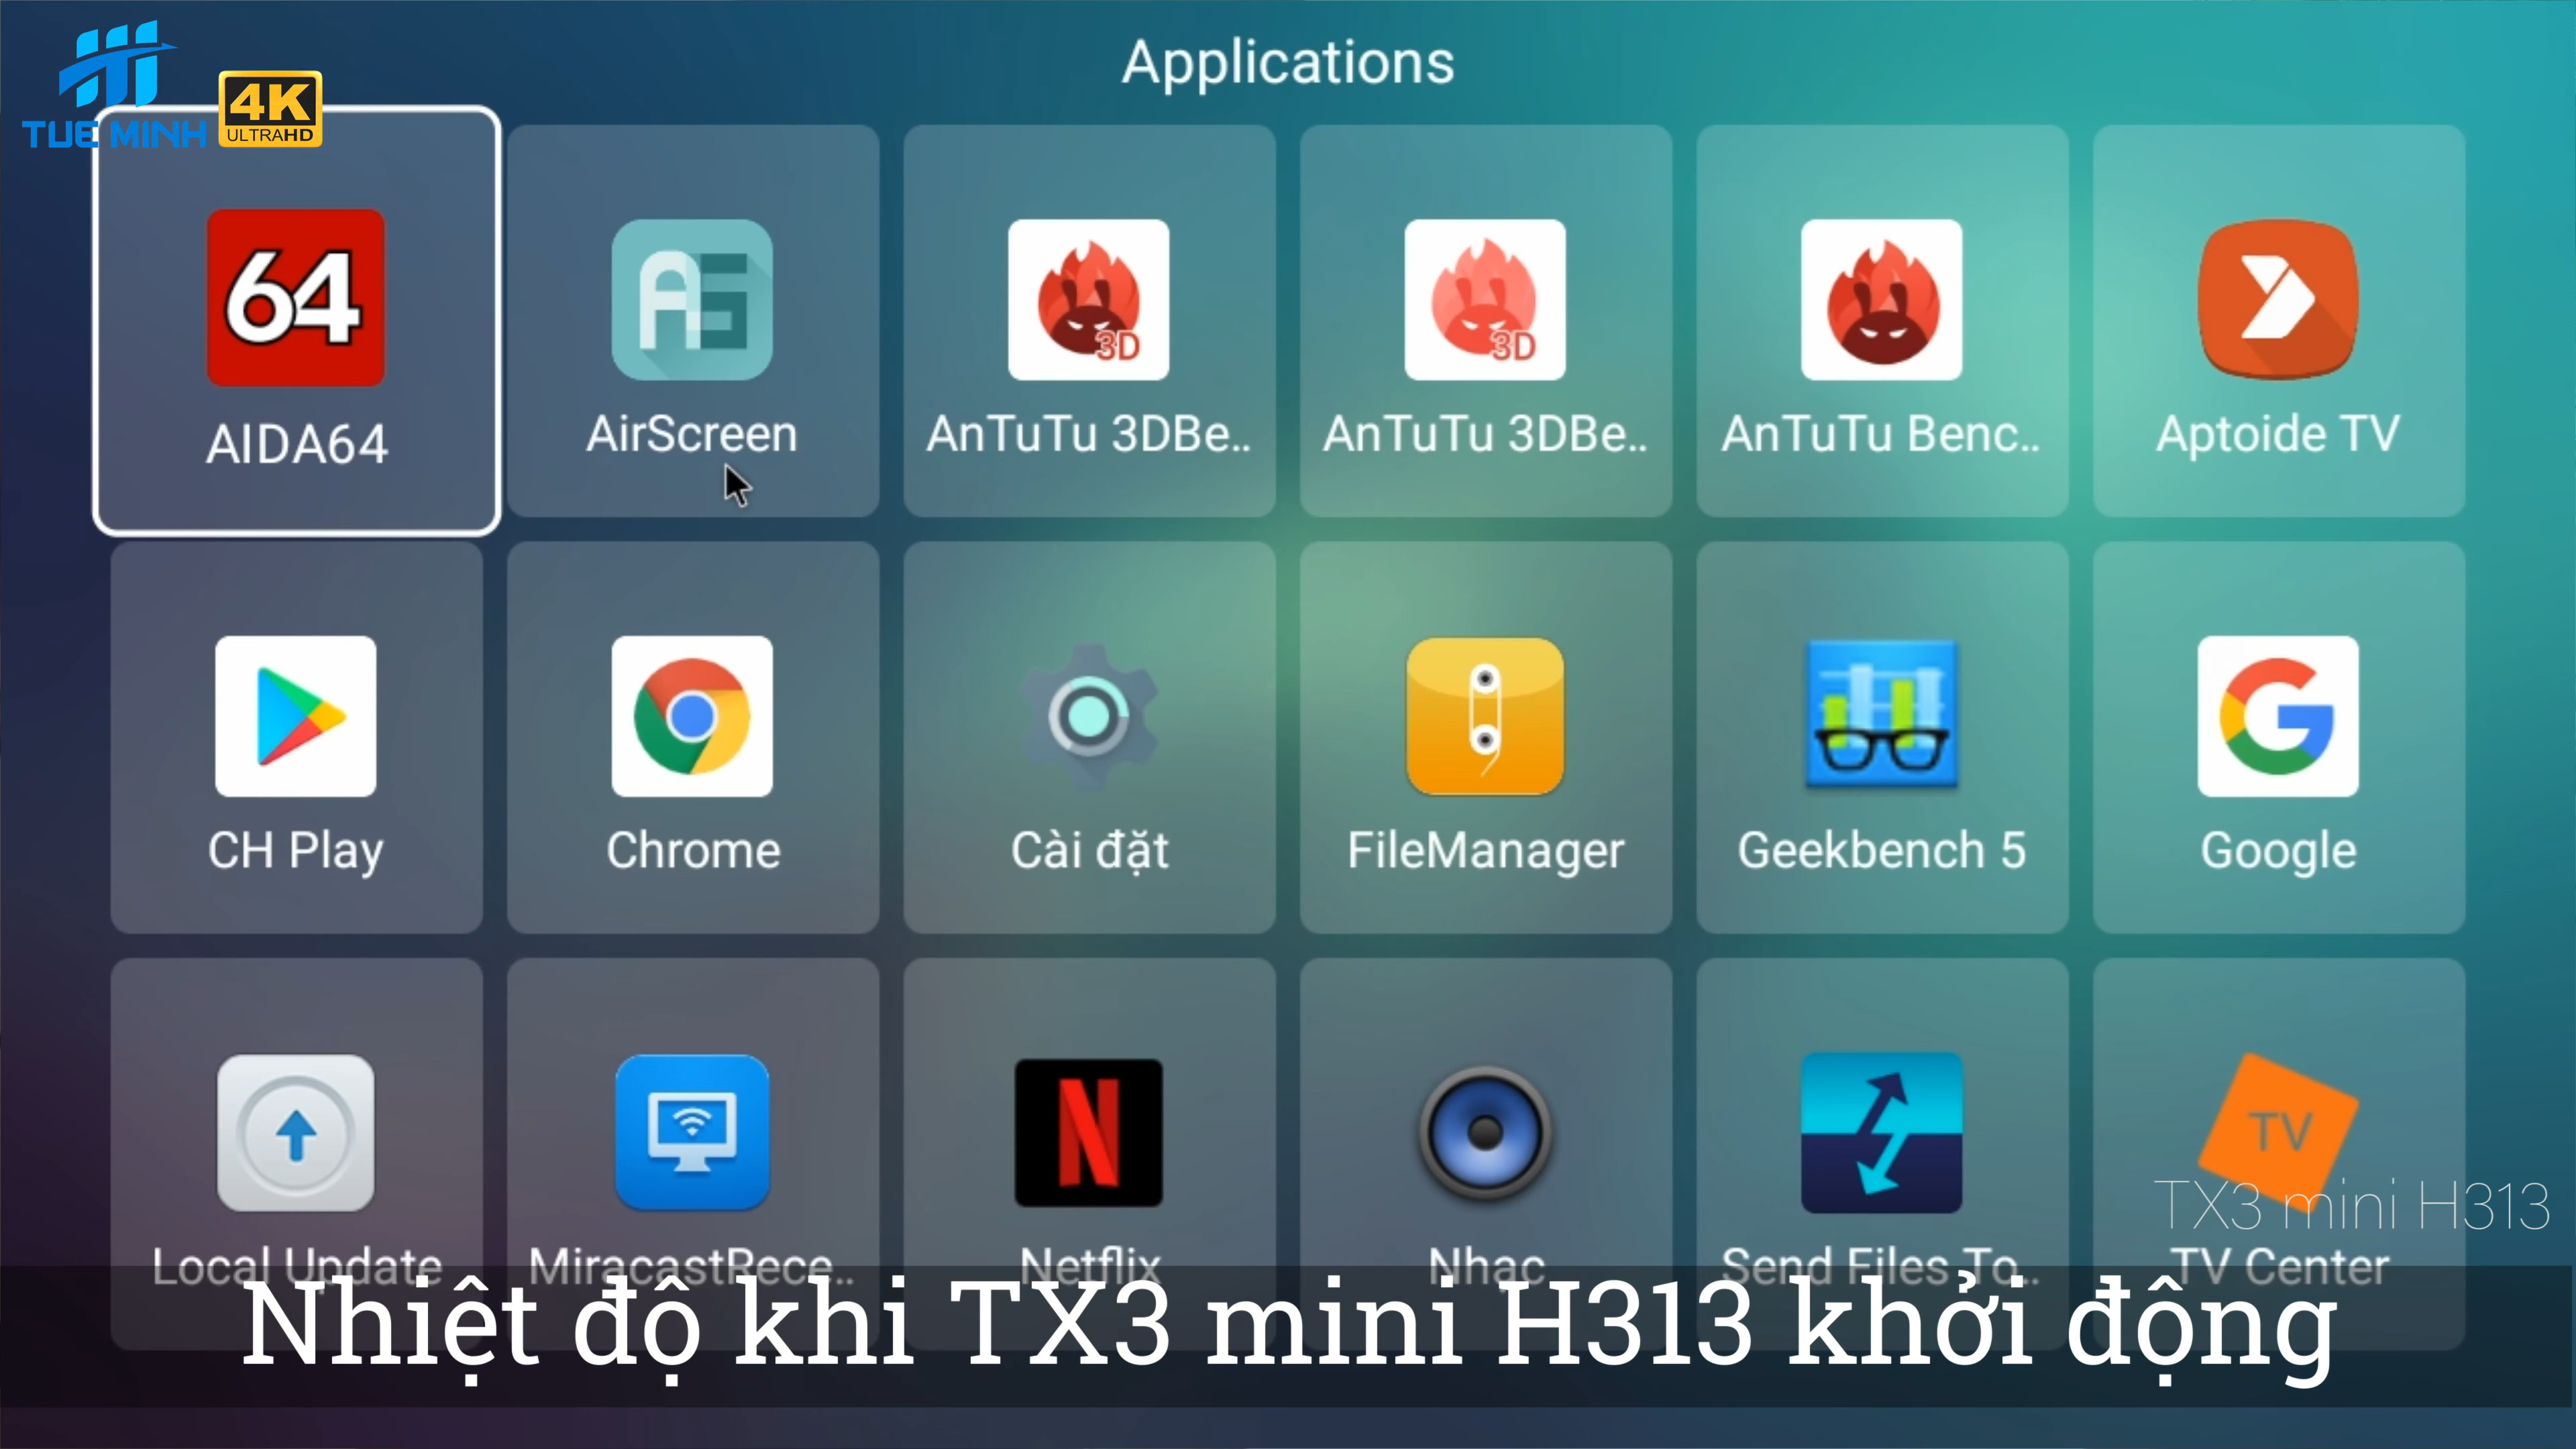 Applications
TUE MINH
4K
ULTRAHD
64
AS
3D
3D
AIDA64
AirScreen
AnTuTu 3DBe..
AnTuTu 3DBe..
AnTuTu Benc..
Aptoide TV
CH Play
Chrome
Cài đặt
FileManager
Geekbench 5
Google
N
TV
TX3 mini H313
Local Update
MiracastRece..
Netflix
Nhạc
Send Files To..
TV Center
Nhiệt độ khi TX3 mini H313 khởi động